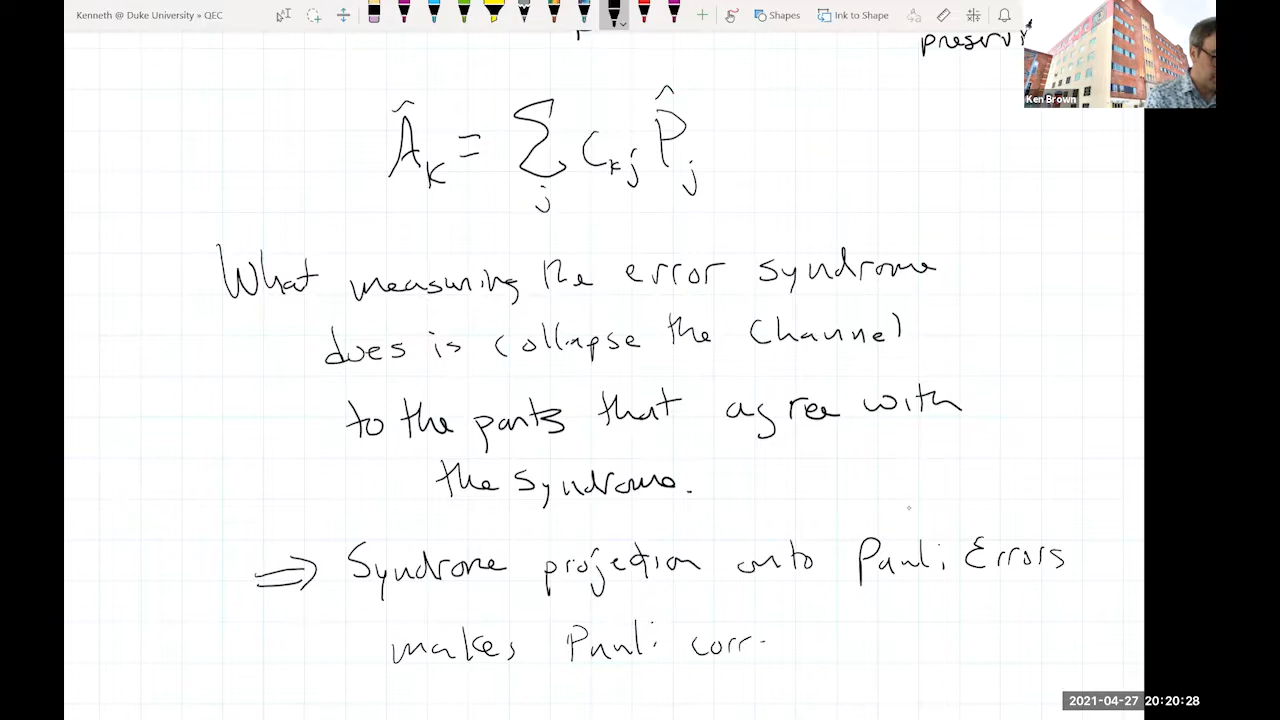 Kenneth @ Duke University » QEC
Shapes
Ink to Shape
preserv
Ken Brown
Â_K = Σ_j C_kj P̂_j
What measuring the error syndrome
does is collapse the channel
to the parts that agree with
the syndrome.
⇒ Syndrome projection onto Pauli Errors
makes Pauli corr-
2021-04-27 20:20:28